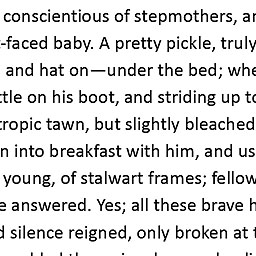 conscientious of stepmothers, a
-faced baby. A pretty pickle, truly
and hat on—under the bed; whe
tle on his boot, and striding up to
tropic tawn, but slightly bleached
n into breakfast with him, and us
young, of stalwart frames; fellow
e answered. Yes; all these brave h
d silence reigned, only broken at t